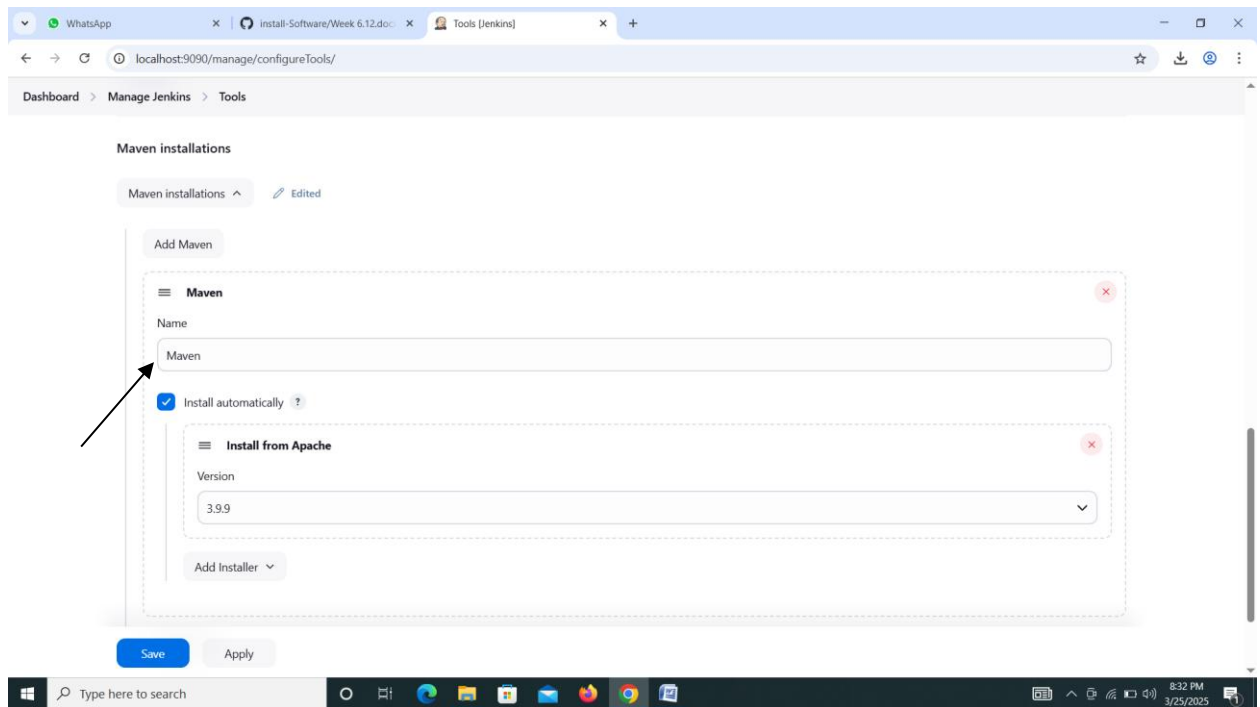 WhatsApp
install-Software/Week 6.12.doc
Tools [Jenkins]
localhost:9090/manage/configureTools/
Dashboard > Manage Jenkins > Tools
Maven installations
Maven installations
Edited
Add Maven
Maven
Name
Maven
Install automatically ?
Install from Apache
Version
3.9.9
Add Installer
Save Apply
Type here to search
8:32 PM
3/25/2025